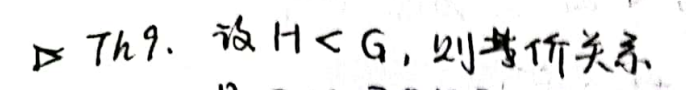 ▷ Th9. 设 H < G, 则等价关系